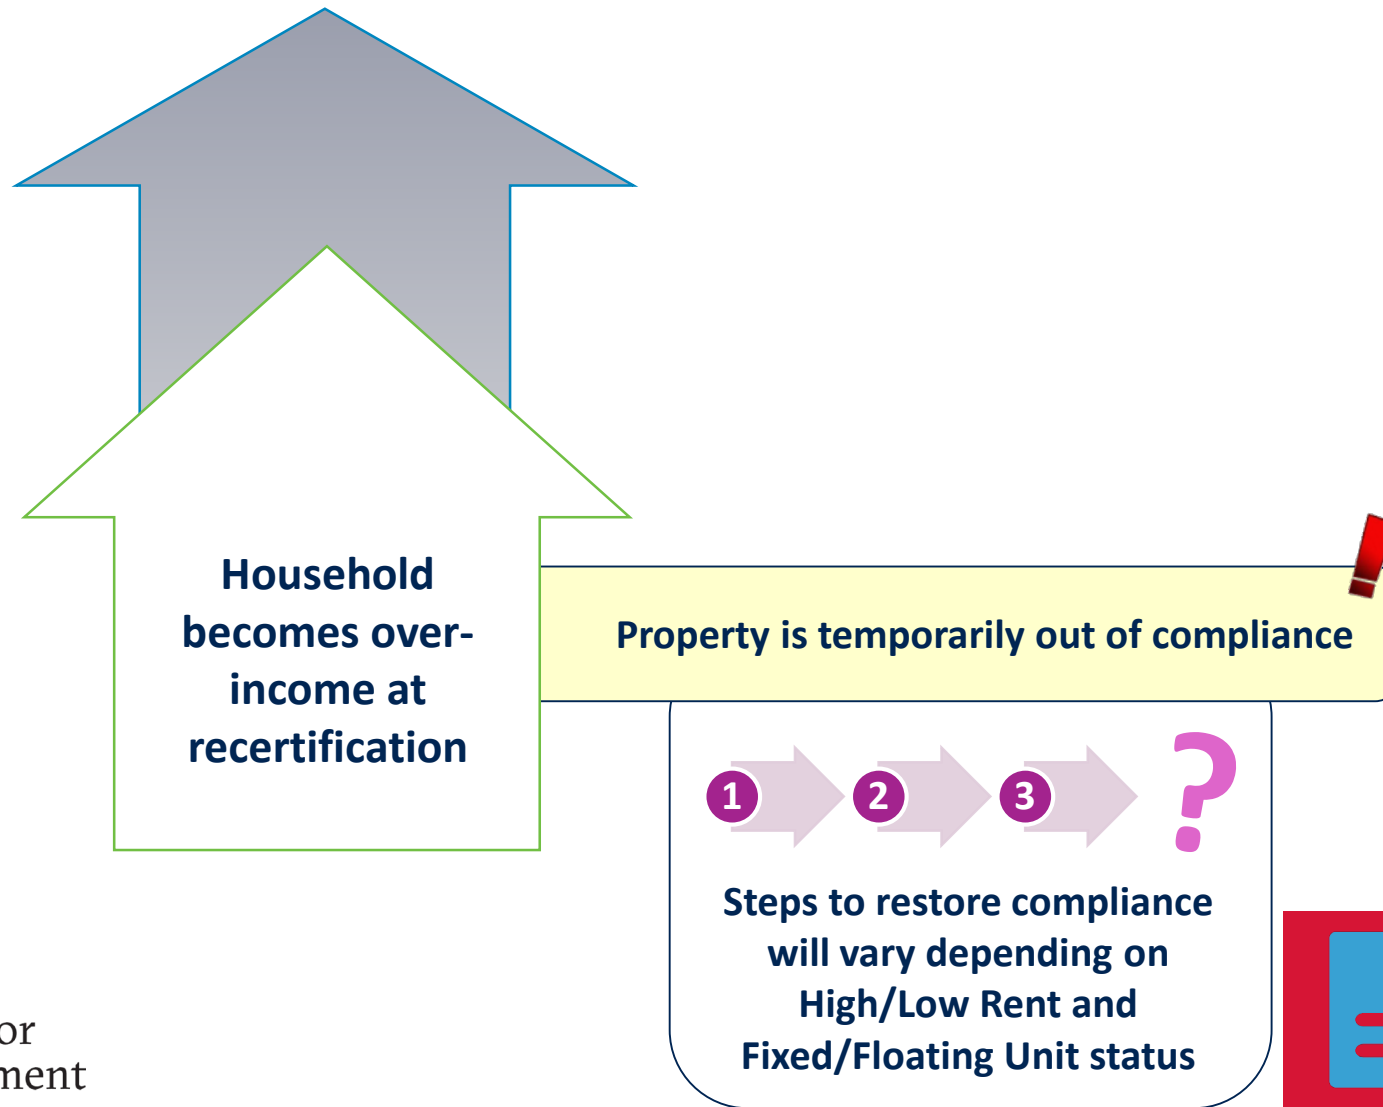 Household
becomes over-
income at
recertification
Property is temporarily out of compliance
1 2 3 ?
Steps to restore compliance
will vary depending on
High/Low Rent and
Fixed/Floating Unit status
or
ment